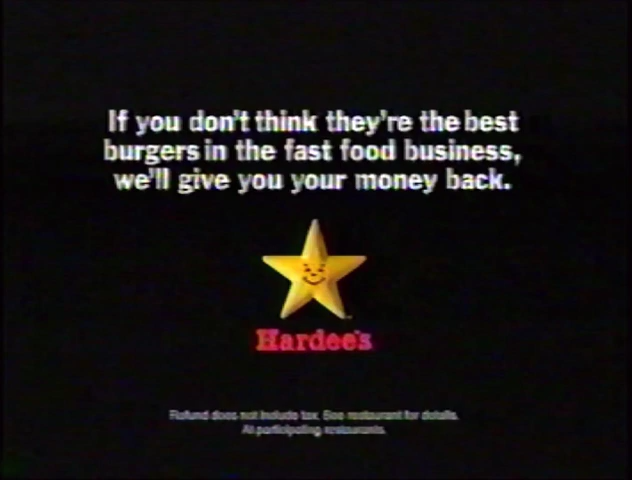 If you don't think they're the best
burgers in the fast food business,
we'll give you your money back.
Hardee's
Refund does not include tax. See restaurant for details.
At participating restaurants.